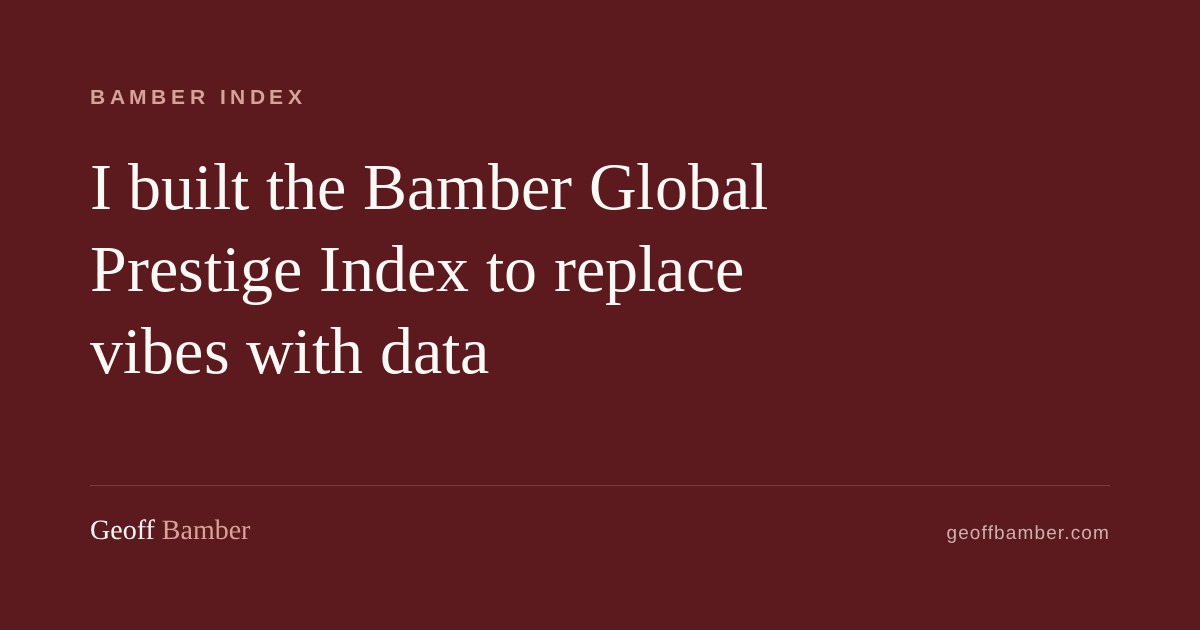 BAMBER INDEX
I built the Bamber Global
Prestige Index to replace
vibes with data
Geoff Bamber
geoffbamber.com